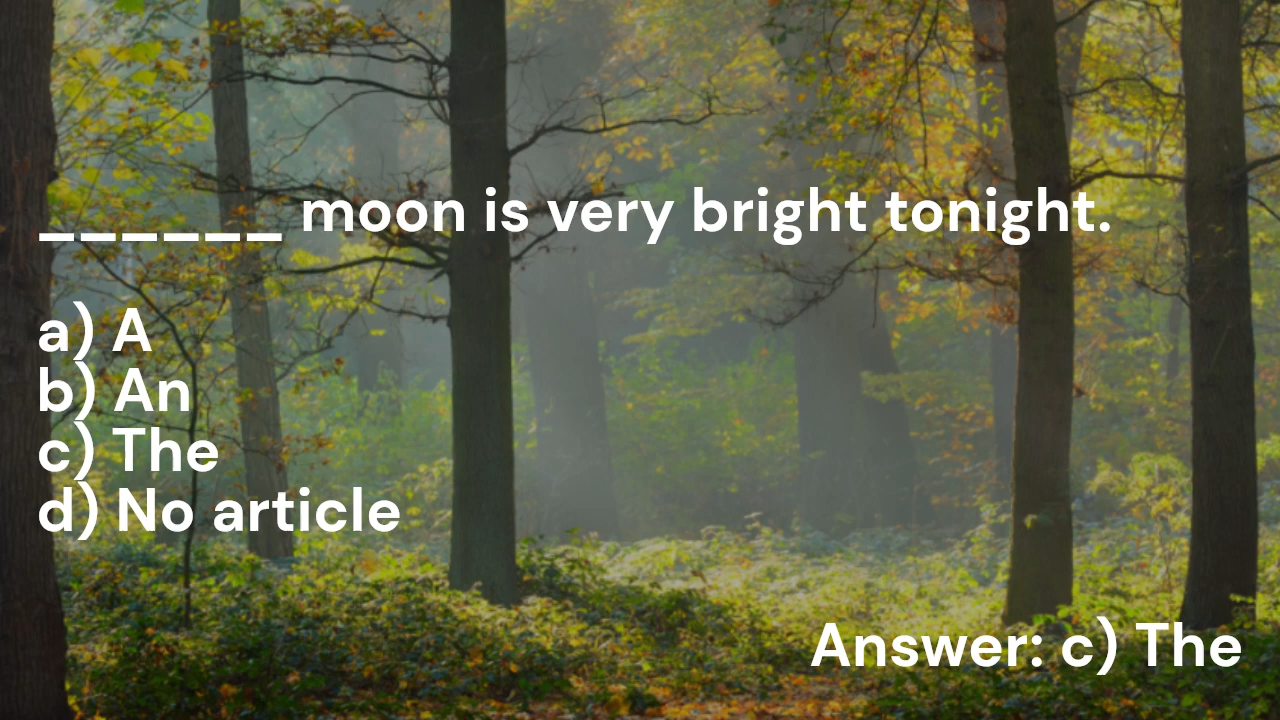 ______ moon is very bright tonight.
a) A
b) An
c) The
d) No article
Answer: c) The